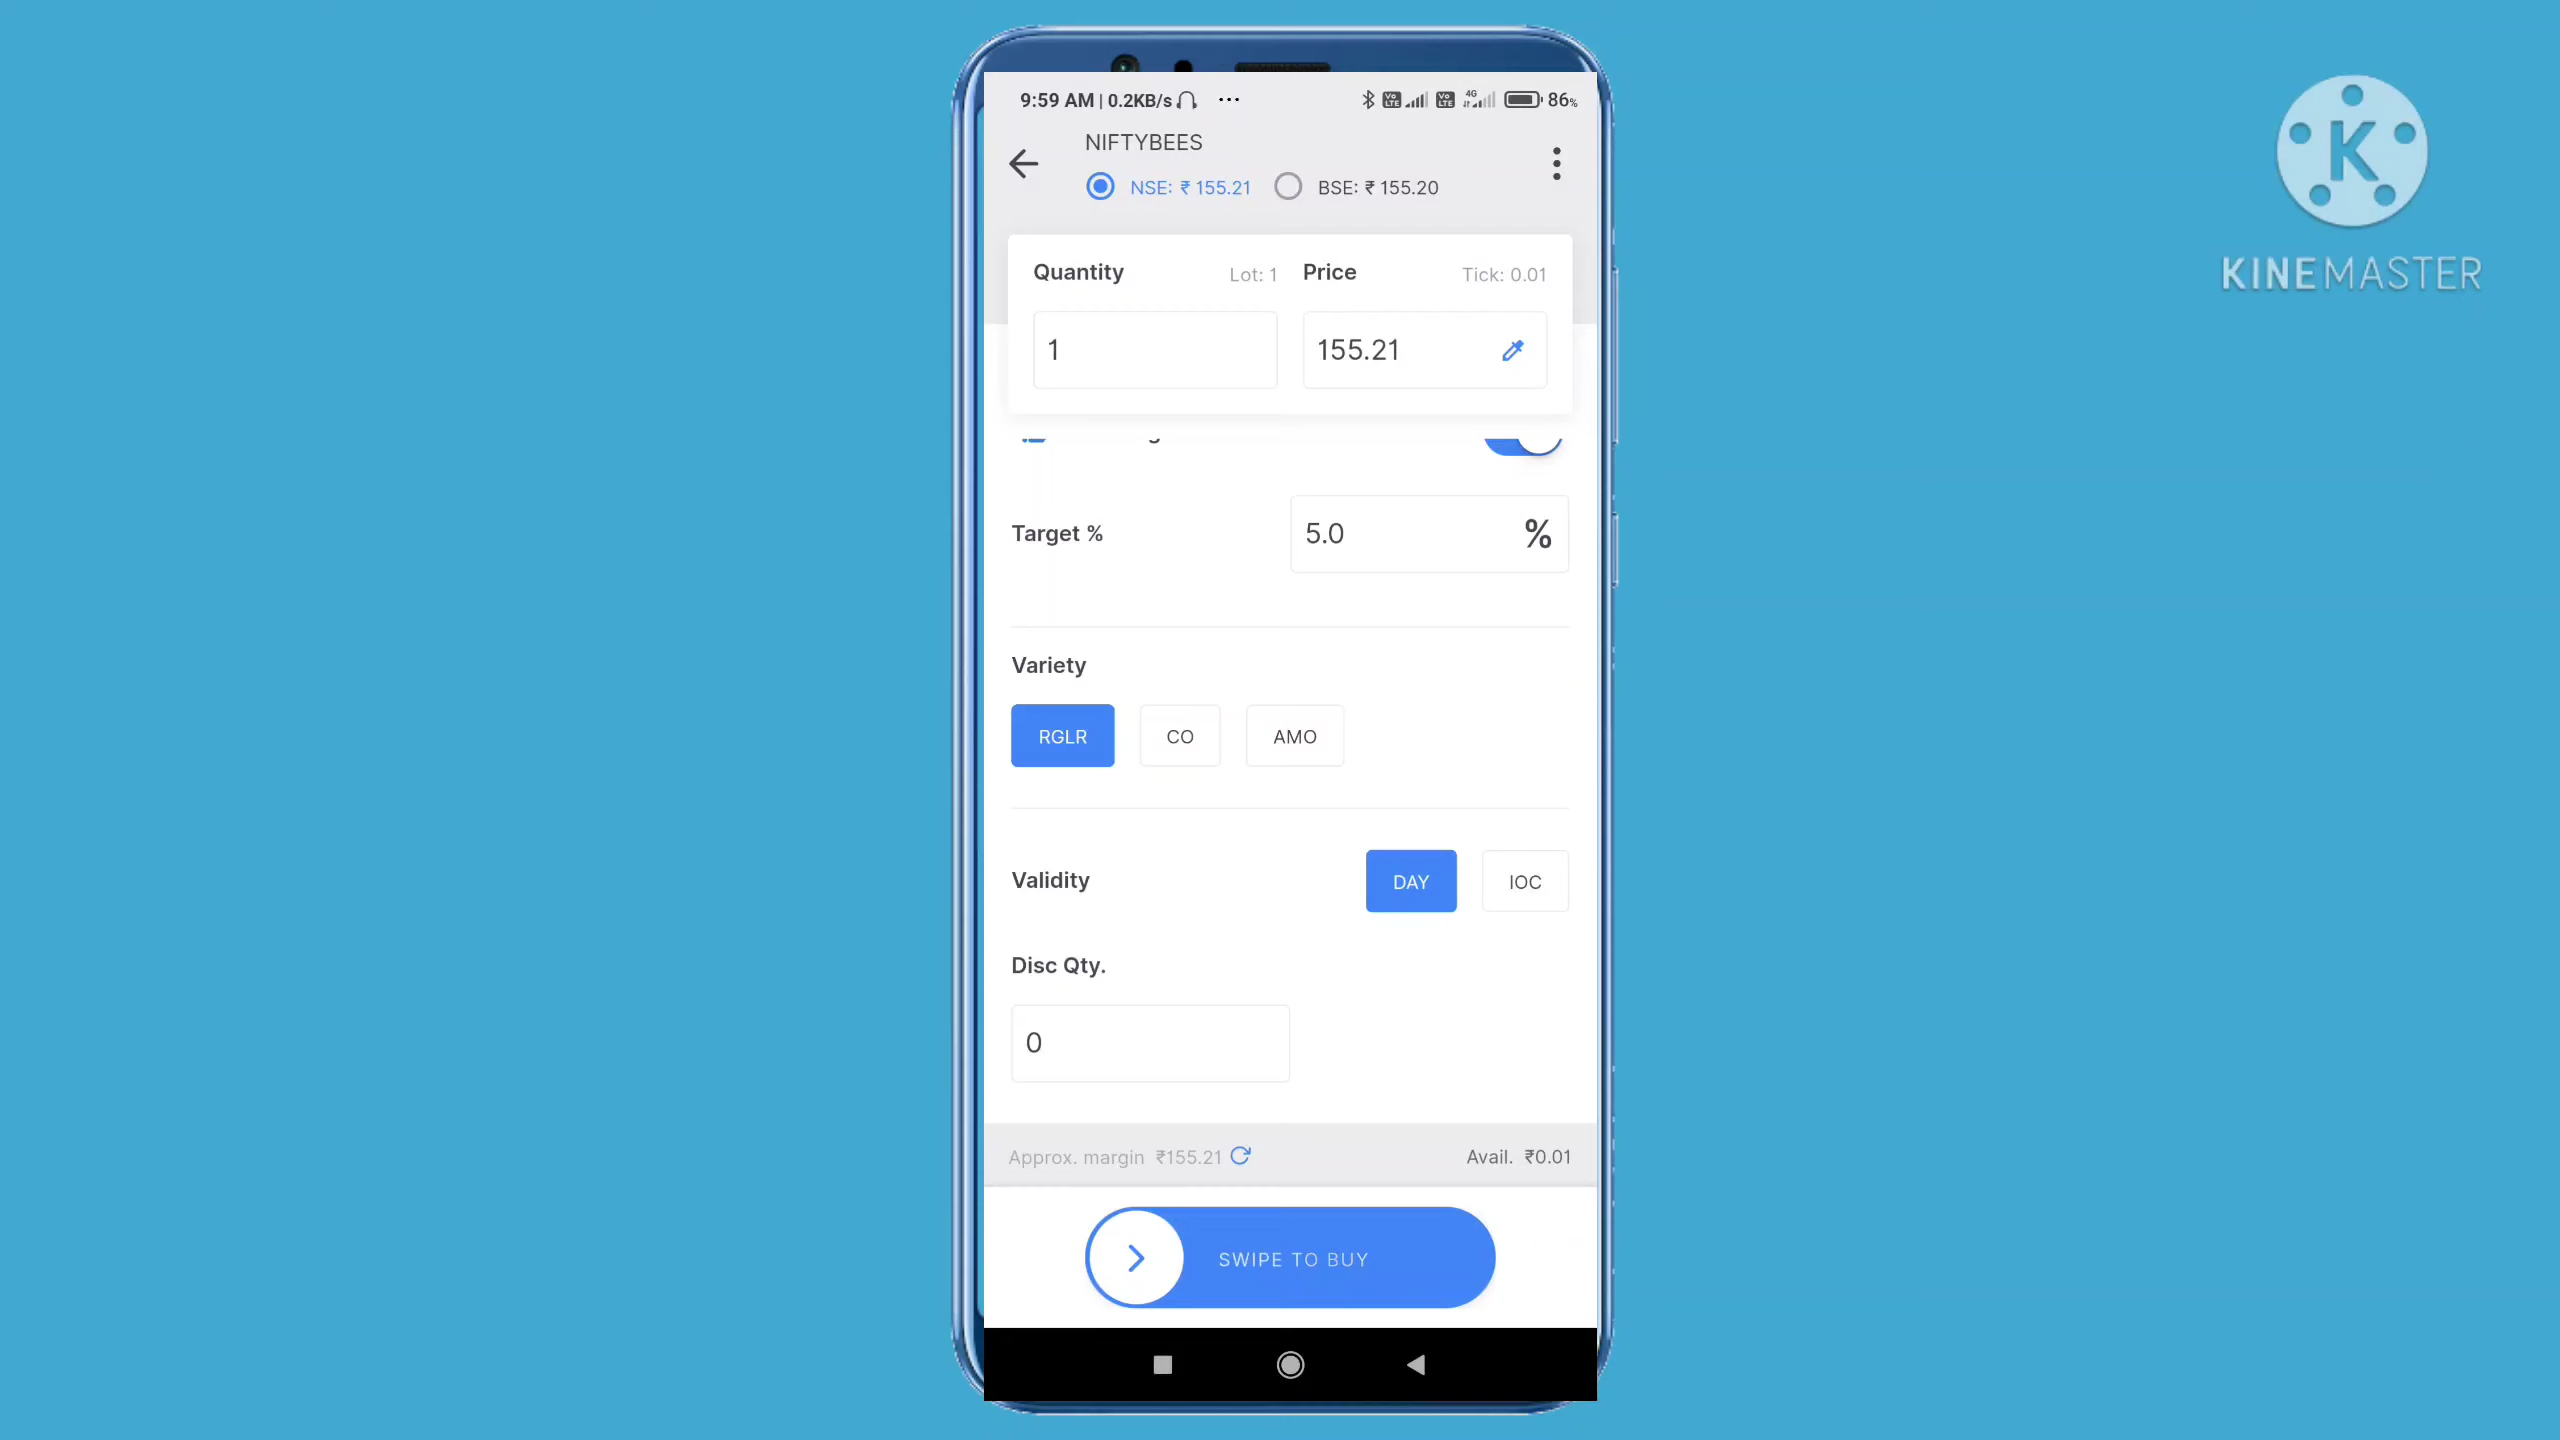 9:59 AM | 0.2KB/s ... 4G 86%
NIFTYBEES
NSE: ₹ 155.21 BSE: ₹ 155.20
Quantity Lot: 1 Price Tick: 0.01
1 155.21
Target % 5.0 %
Variety
RGLR CO AMO
Validity DAY IOC
Disc Qty.
0
Approx. margin ₹155.21 Avail. ₹0.01
SWIPE TO BUY
K
KINEMASTER